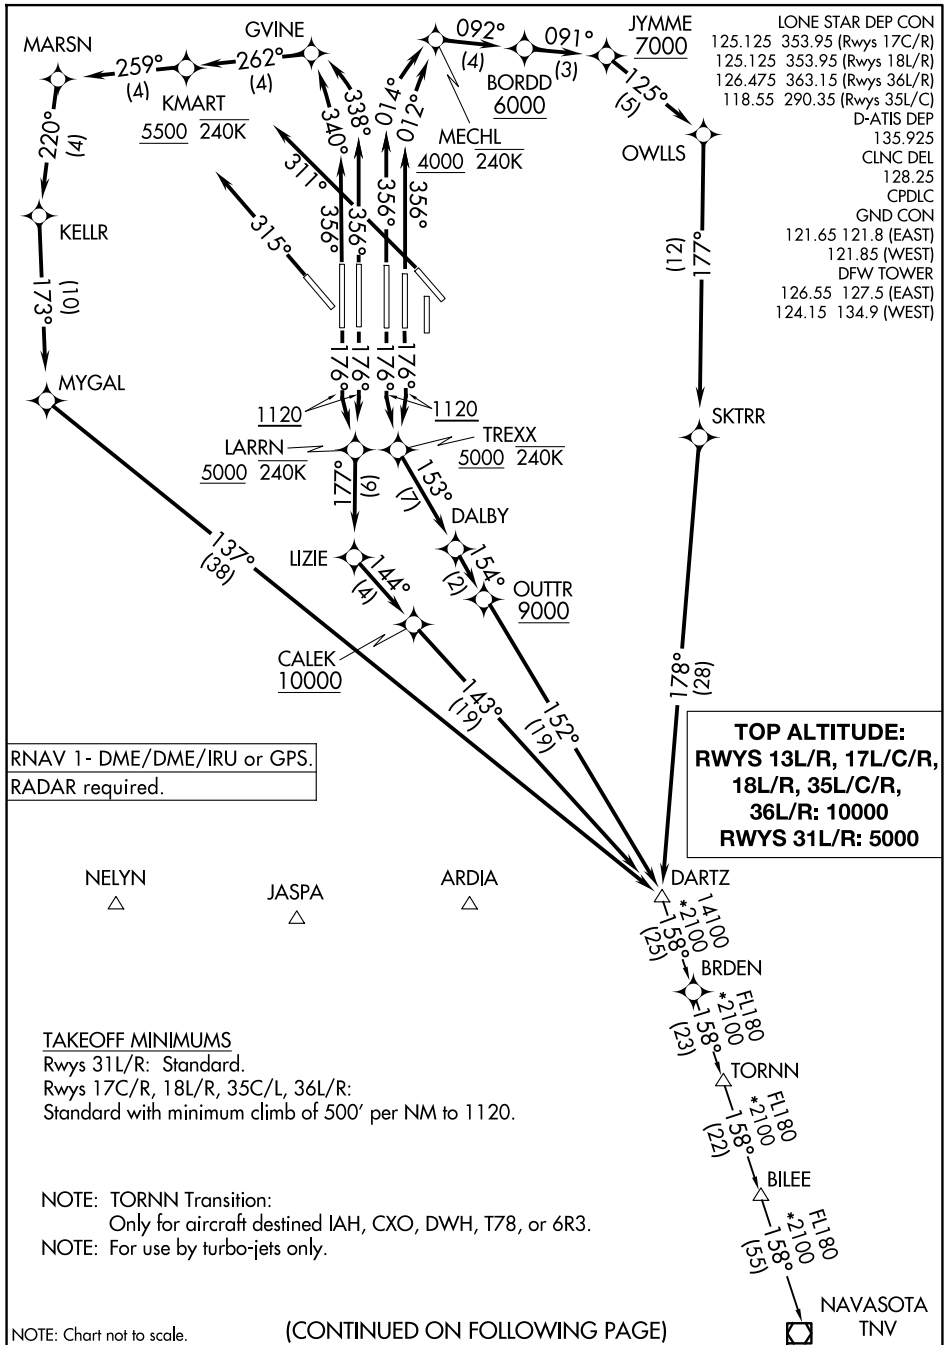 LONE STAR DEP CON
125.125 353.95 (Rwys 17C/R)
125.125 353.95 (Rwys 18L/R)
126.475 363.15 (Rwys 36L/R)
118.55 290.35 (Rwys 35L/C)
D-ATIS DEP
135.925
CLNC DEL
128.25
CPDLC
GND CON
121.65 121.8 (EAST)
121.85 (WEST)
DFW TOWER
126.55 127.5 (EAST)
124.15 134.9 (WEST)
MARSN
259°
(4)
KMART
5500 240K
262°
(4)
GVINE
340°
338°
014°
012°
092°
(4)
BORDD
6000
091°
(3)
JYMME
7000
125°
(5)
OWLLS
MECHL
4000 240K
220°
(4)
KELLR
173°
(10)
MYGAL
315°
311°
356°
356°
356°
356°
177°
(12)
SKTRR
176°
176°
176°
176°
1120
1120
LARRN
5000 240K
TREXX
5000 240K
177°
(9)
153°
(7)
DALBY
LIZIE
144°
(4)
154°
(2)
OUTTR
9000
CALEK
10000
137°
(38)
143°
(19)
152°
(19)
178°
(28)
RNAV 1- DME/DME/IRU or GPS.
RADAR required.
TOP ALTITUDE:
RWYS 13L/R, 17L/C/R,
18L/R, 35L/C/R,
36L/R: 10000
RWYS 31L/R: 5000
NELYN
JASPA
ARDIA
DARTZ
14100
*2100
158°
(25)
BRDEN
FL180
*2100
158°
(23)
TORNN
FL180
*2100
158°
(22)
BILEE
FL180
*2100
158°
(55)
NAVASOTA
TNV
TAKEOFF MINIMUMS
Rwys 31L/R: Standard.
Rwys 17C/R, 18L/R, 35C/L, 36L/R:
Standard with minimum climb of 500' per NM to 1120.
NOTE: TORNN Transition:
Only for aircraft destined IAH, CXO, DWH, T78, or 6R3.
NOTE: For use by turbo-jets only.
NOTE: Chart not to scale.
(CONTINUED ON FOLLOWING PAGE)